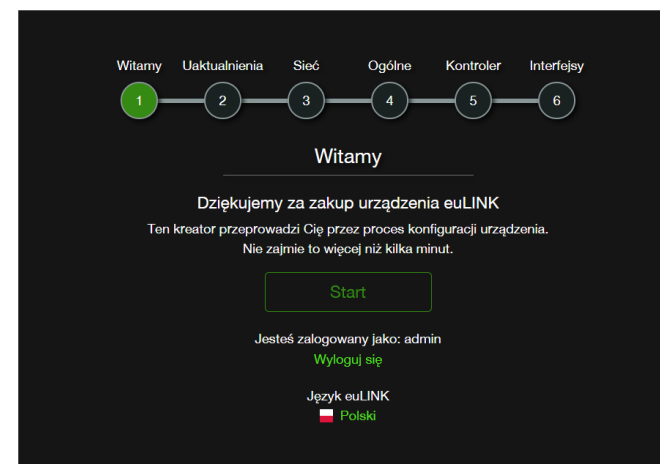 Witamy Uaktualnienia Sieć Ogólne Kontroler Interfejsy
1 2 3 4 5 6
Witamy
Dziękujemy za zakup urządzenia euLINK
Ten kreator przeprowadzi Cię przez proces konfiguracji urządzenia.
Nie zajmie to więcej niż kilka minut.
Start
Jesteś zalogowany jako: admin
Wyloguj się
Język euLINK
Polski